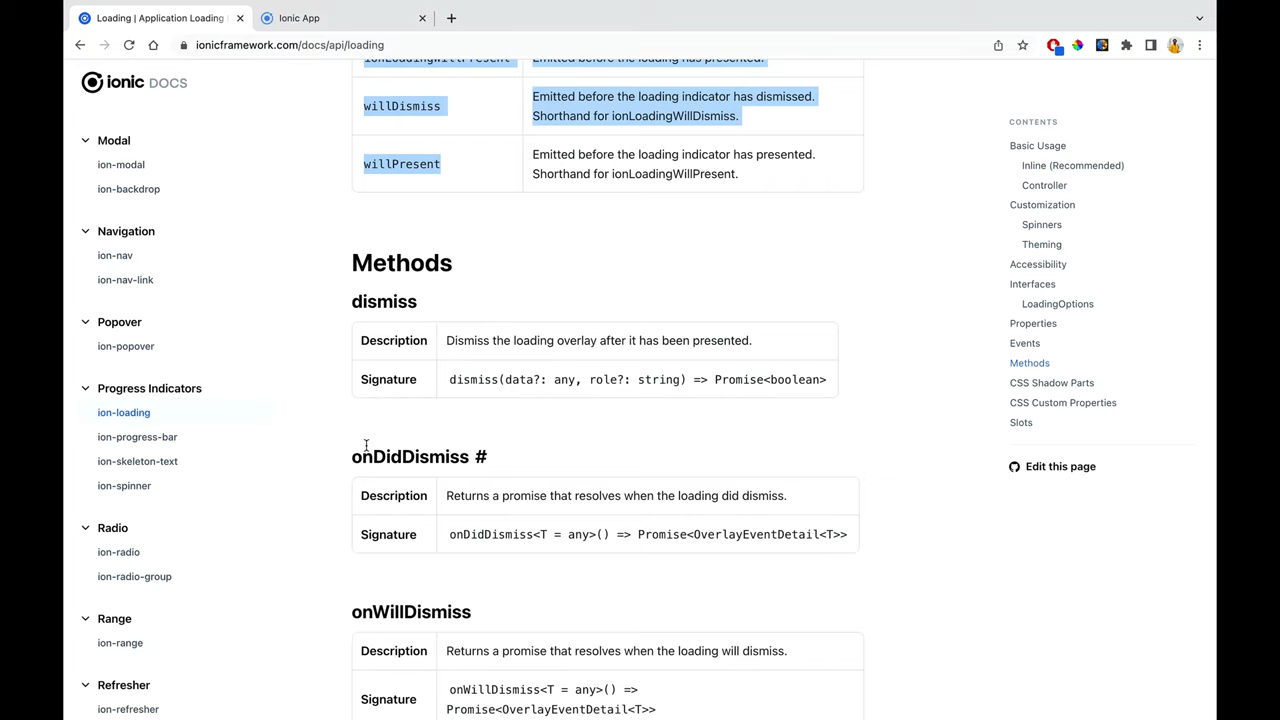 Loading | Application Loading
Ionic App
ionicframework.com/docs/api/loading
ionic DOCS
Modal
ion-modal
ion-backdrop
Navigation
ion-nav
ion-nav-link
Popover
ion-popover
Progress Indicators
ion-loading
ion-progress-bar
ion-skeleton-text
ion-spinner
Radio
ion-radio
ion-radio-group
Range
ion-range
Refresher
ion-refresher
ionLoadingWillPresent
Emitted before the loading has presented.
willDismiss
Emitted before the loading indicator has dismissed.
Shorthand for ionLoadingWillDismiss.
willPresent
Emitted before the loading indicator has presented.
Shorthand for ionLoadingWillPresent.
Methods
dismiss
Description
Dismiss the loading overlay after it has been presented.
Signature
dismiss(data?: any, role?: string) => Promise<boolean>
onDidDismiss #
Description
Returns a promise that resolves when the loading did dismiss.
Signature
onDidDismiss<T = any>() => Promise<OverlayEventDetail<T>>
onWillDismiss
Description
Returns a promise that resolves when the loading will dismiss.
Signature
onWillDismiss<T = any>() =>
Promise<OverlayEventDetail<T>>
CONTENTS
Basic Usage
Inline (Recommended)
Controller
Customization
Spinners
Theming
Accessibility
Interfaces
LoadingOptions
Properties
Events
Methods
CSS Shadow Parts
CSS Custom Properties
Slots
Edit this page